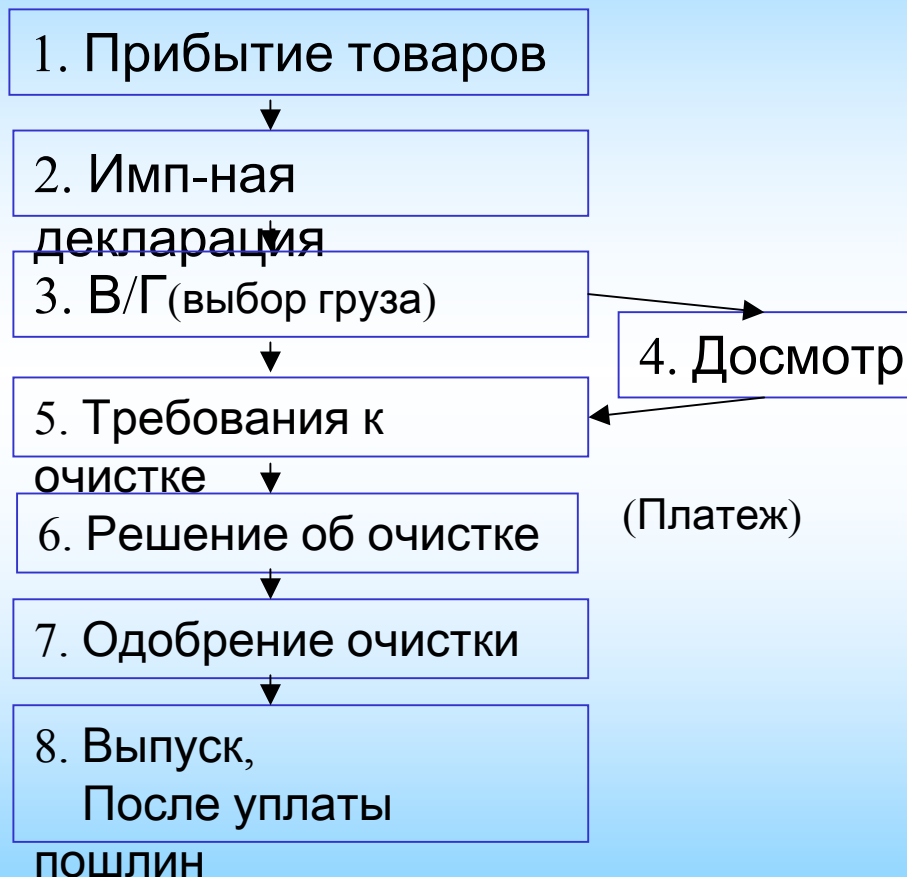 1. Прибытие товаров
2. Имп-ная
декларация
3. В/Г(выбор груза)
4. Досмотр
5. Требования к
очистке
6. Решение об очистке
(Платеж)
7. Одобрение очистки
8. Выпуск,
После уплаты
пошлин